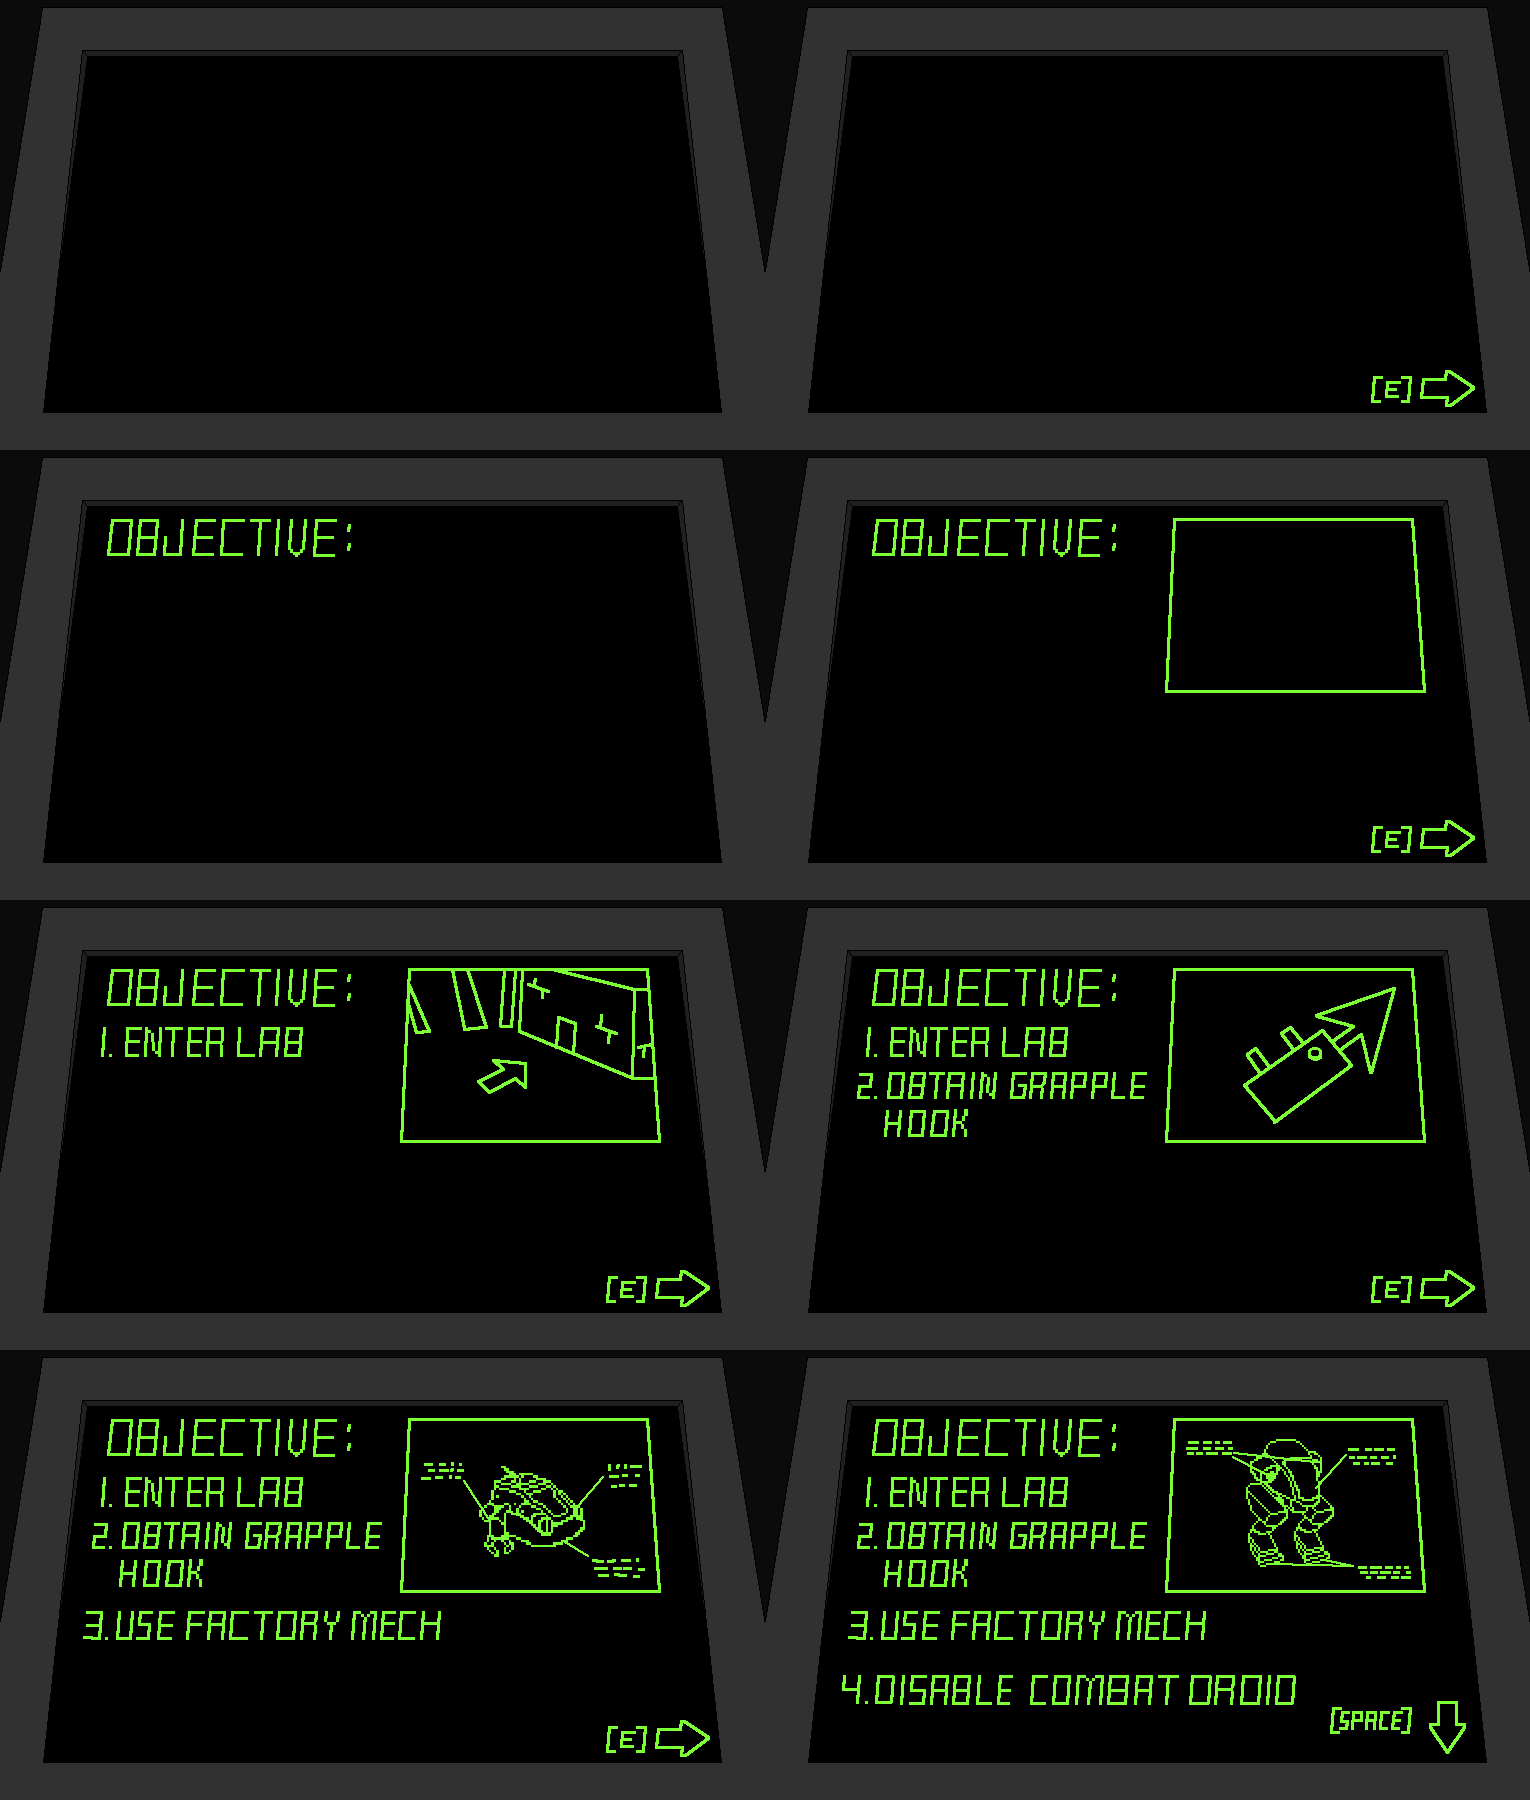 [E]
OBJECTIVE:
OBJECTIVE:
[E]
OBJECTIVE:
1. ENTER LAB
[E]
OBJECTIVE:
1. ENTER LAB
2. OBTAIN GRAPPLE
HOOK
[E]
OBJECTIVE:
1. ENTER LAB
2. OBTAIN GRAPPLE
HOOK
3. USE FACTORY MECH
[E]
OBJECTIVE:
1. ENTER LAB
2. OBTAIN GRAPPLE
HOOK
3. USE FACTORY MECH
4. DISABLE COMBAT DROID
[SPACE]